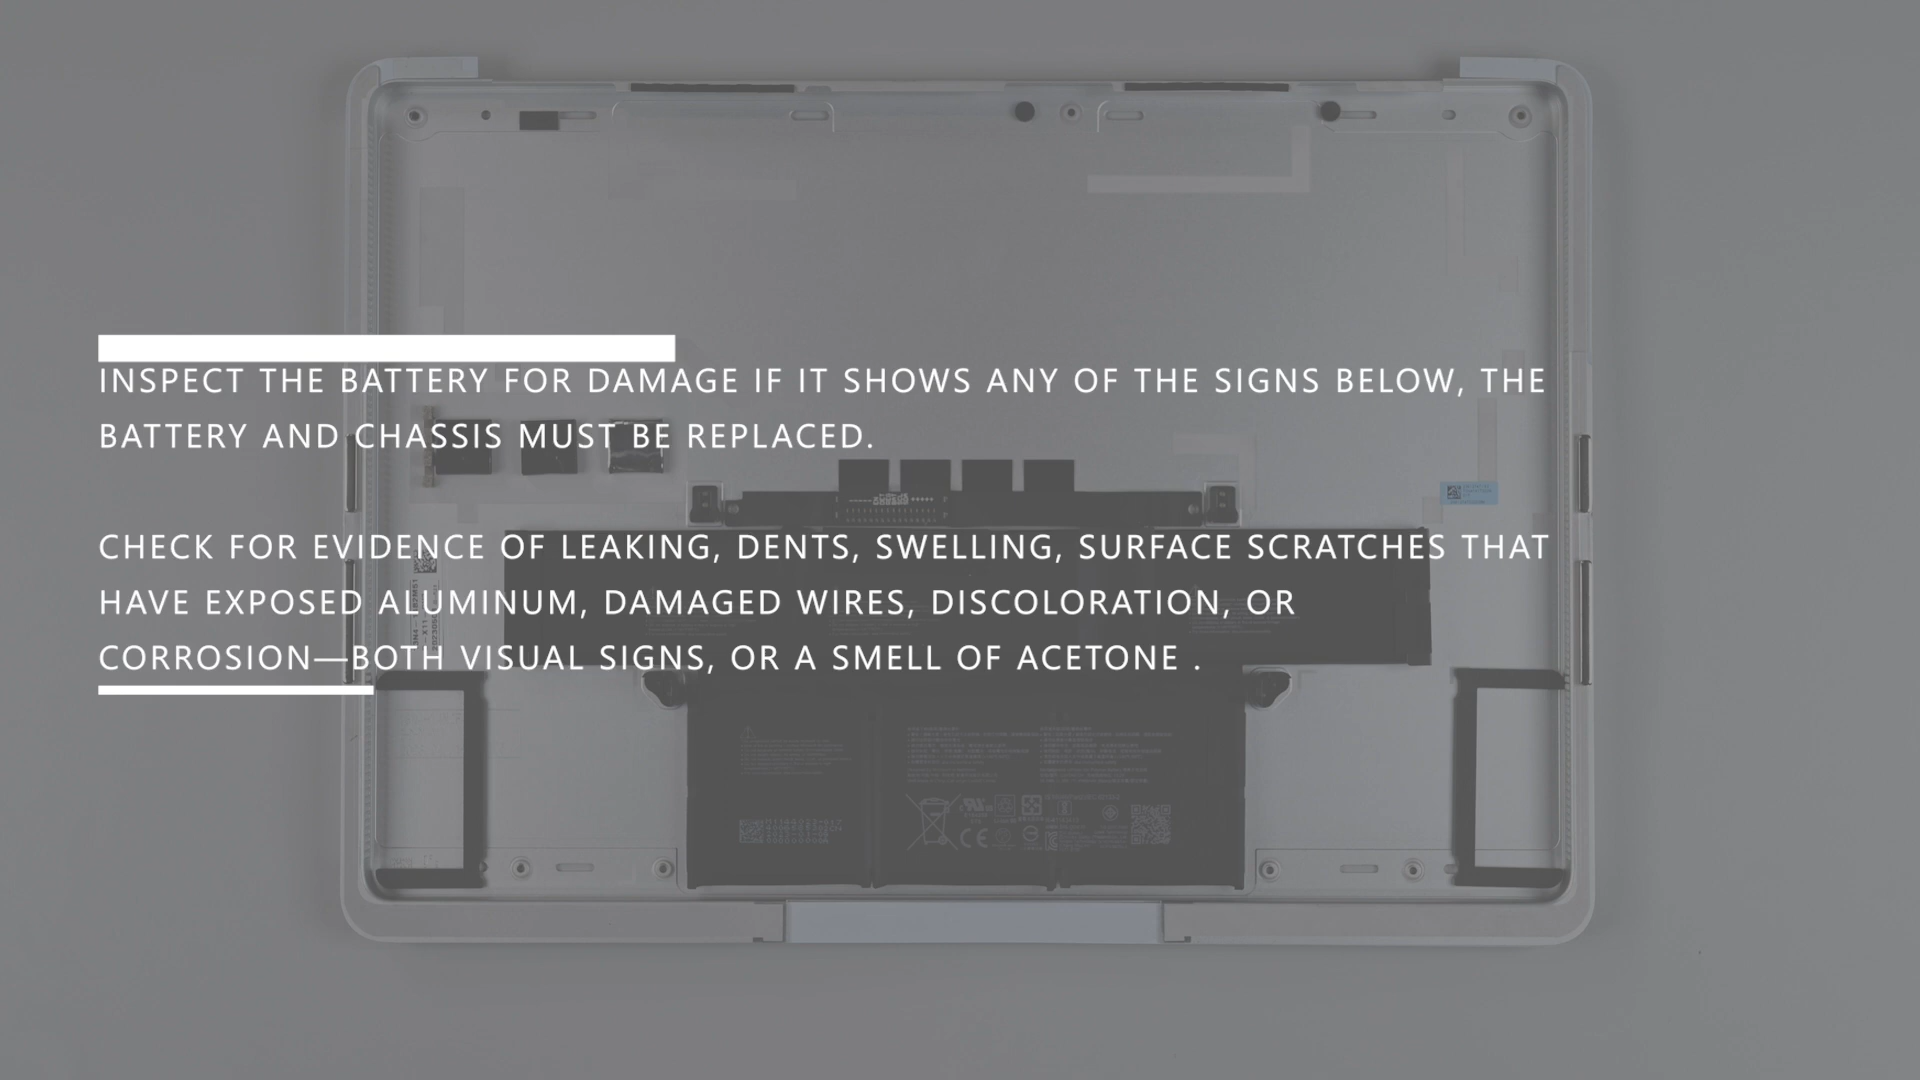 INSPECT THE BATTERY FOR DAMAGE IF IT SHOWS ANY OF THE SIGNS BELOW, THE
BATTERY AND CHASSIS MUST BE REPLACED.
CHECK FOR EVIDENCE OF LEAKING, DENTS, SWELLING, SURFACE SCRATCHES THAT
HAVE EXPOSED ALUMINUM, DAMAGED WIRES, DISCOLORATION, OR
CORROSION—BOTH VISUAL SIGNS, OR A SMELL OF ACETONE .